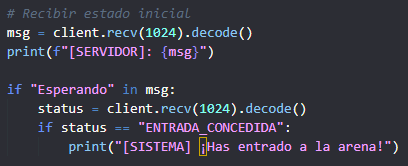 # Recibir estado inicial
msg = client.recv(1024).decode()
print(f"[SERVIDOR]: {msg}")
if "Esperando" in msg:
    status = client.recv(1024).decode()
    if status == "ENTRADA_CONCEDIDA":
        print("[SISTEMA] ¡Has entrado a la arena!")